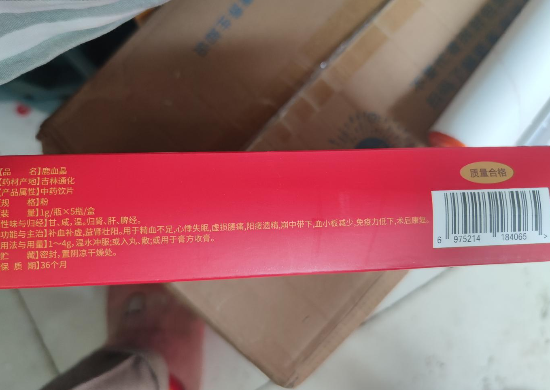 【品 名】鹿血晶
【药材产地】吉林通化
【产品属性】中药饮片
【规 格】粉
【装 量】1g/瓶×5瓶/盒
【性味与归经】甘、咸,温。归肾、肝、脾经。
【功能与主治】补血补虚,益肾壮阳。用于精血不足,心悸失眠,虚损腰痛,阳痿遗精,崩中带下,血小板减少,免疫力低下,术后康复。
【用法与用量】1~4g,温水冲服;或入丸、散;或用于膏方收膏。
【贮 藏】密封,置阴凉干燥处。
【保 质 期】36个月
质量合格
6 975214 184065